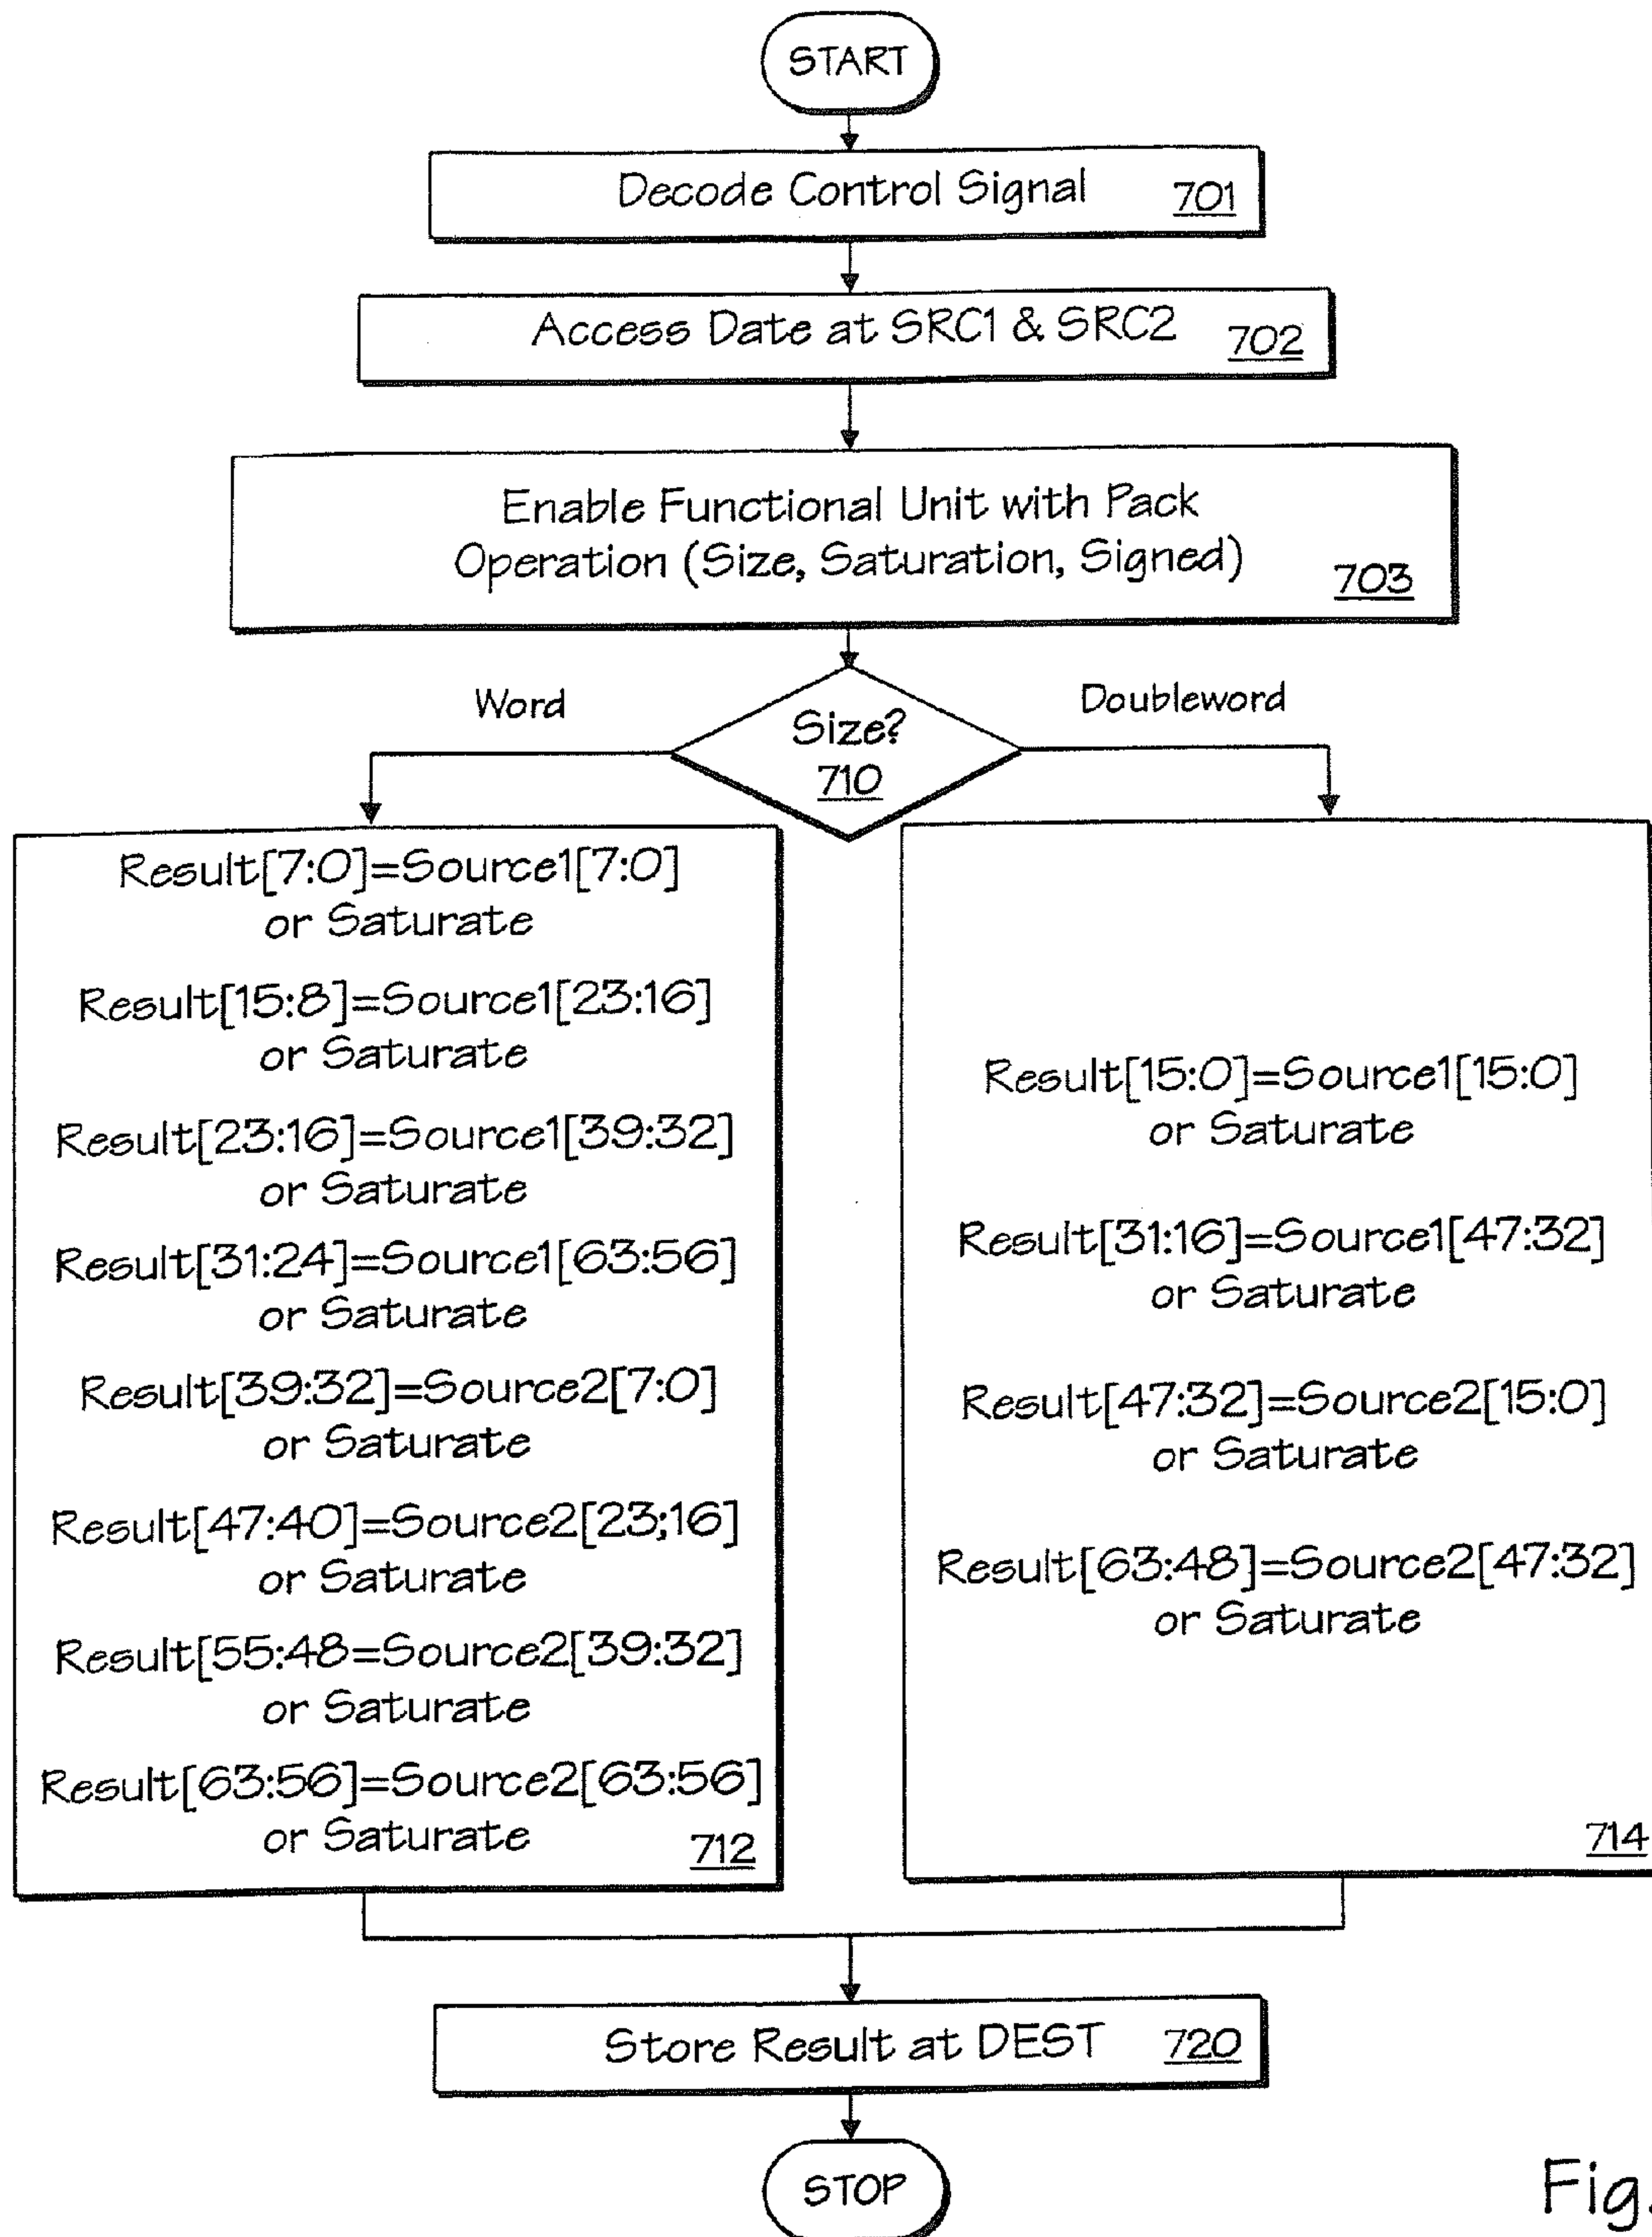 START
Decode Control Signal 701
Access Date at SRC1 & SRC2 702
Enable Functional Unit with Pack
Operation (Size, Saturation, Signed) 703
Word
Size?
710
Doubleword
Result[7:0]=Source1[7:0]
or Saturate
Result[15:8]=Source1[23:16]
or Saturate
Result[23:16]=Source1[39:32]
or Saturate
Result[31:24]=Source1[63:56]
or Saturate
Result[39:32]=Source2[7:0]
or Saturate
Result[47:40]=Source2[23;16]
or Saturate
Result[55:48=Source2[39:32]
or Saturate
Result[63:56]=Source2[63:56]
or Saturate
712
Result[15:0]=Source1[15:0]
or Saturate
Result[31:16]=Source1[47:32]
or Saturate
Result[47:32]=Source2[15:0]
or Saturate
Result[63:48]=Source2[47:32]
or Saturate
714
Store Result at DEST 720
STOP
Fig.